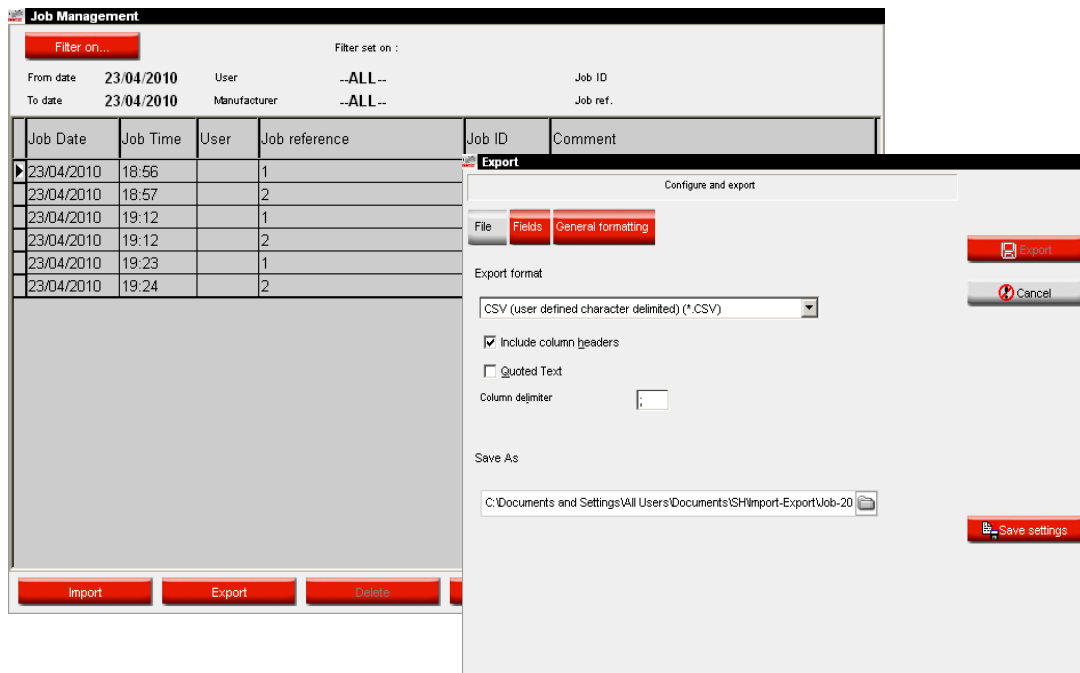 Job Management
Filter on...
Filter set on :
From date 23/04/2010 User --ALL-- Job ID
To date 23/04/2010 Manufacturer --ALL-- Job ref.
Job Date Job Time User Job reference Job ID Comment
23/04/2010 18:56 1
23/04/2010 18:57 2
23/04/2010 19:12 1
23/04/2010 19:12 2
23/04/2010 19:23 1
23/04/2010 19:24 2
Import Export Delete
Export
Configure and export
File Fields General formatting
Export
Cancel
Export format
CSV (user defined character delimited) (*.CSV)
Include column headers
Quoted Text
Column delimiter ;
Save As
C:\Documents and Settings\All Users\Documents\SH\Import-Export\Job-20
Save settings